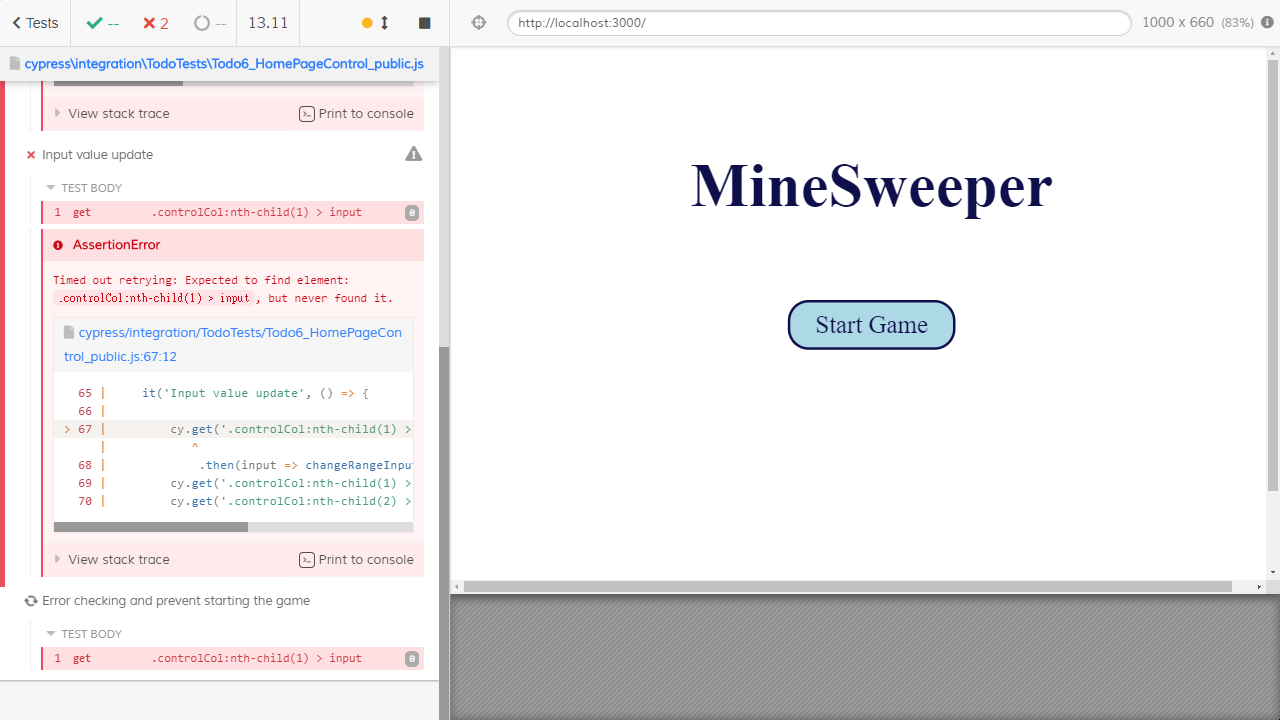 Tests
--
2
--
13.11
http://localhost:3000/
1000 x 660 (83%)
cypress\integration\TodoTests\Todo6_HomePageControl_public.js
View stack trace
Print to console
Input value update
TEST BODY
1 get .controlCol:nth-child(1) > input 0
AssertionError
Timed out retrying: Expected to find element:
.controlCol:nth-child(1) > input, but never found it.
cypress/integration/TodoTests/Todo6_HomePageCon
trol_public.js:67:12
65 | it('Input value update', () => {
66 |
> 67 | cy.get('.controlCol:nth-child(1) >
| ^
68 | .then(input => changeRangeInpu
69 | cy.get('.controlCol:nth-child(1) >
70 | cy.get('.controlCol:nth-child(2) >
View stack trace
Print to console
Error checking and prevent starting the game
TEST BODY
1 get .controlCol:nth-child(1) > input 0
MineSweeper
Start Game